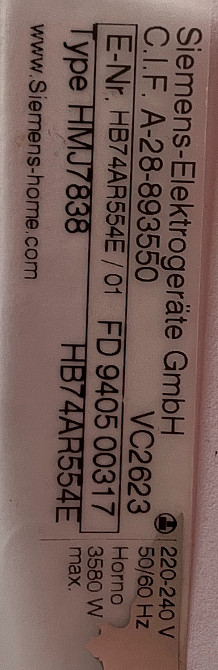 Siemens-Elektrogeräte GmbH
C.I.F. A-28-893550 VC2623
E-Nr. HB74AR554E / 01 FD 9405 00317
Type HMJ7838 HB74AR554E
www.Siemens-home.com
220-240 V
50/60 Hz
Horno
3580 W
max.